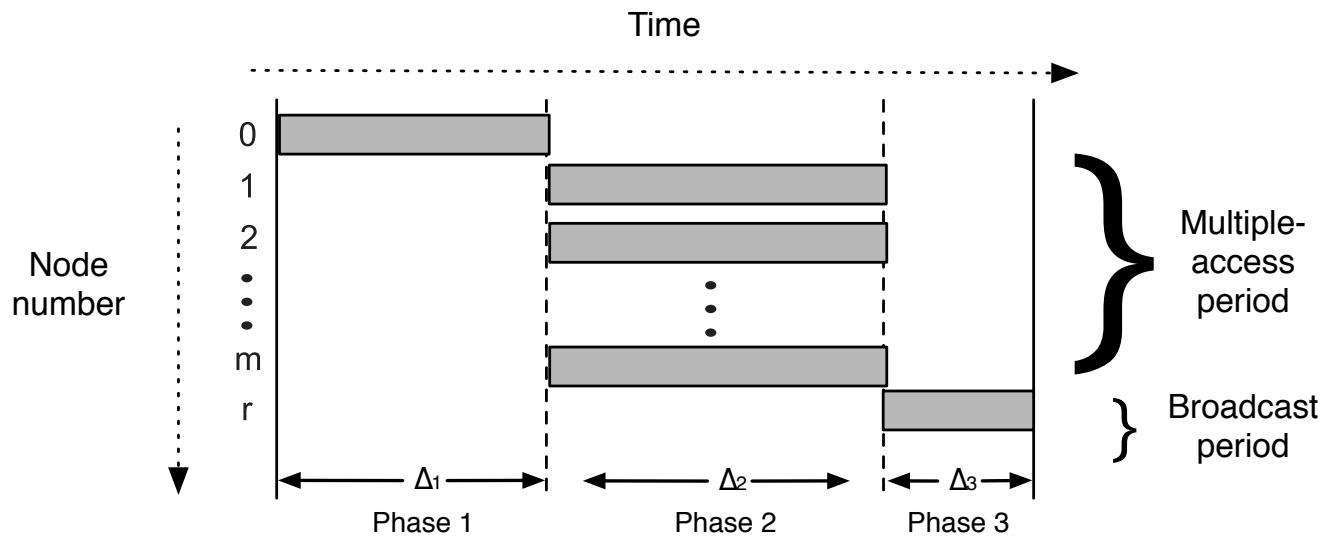 Time
0
1
2
m
r
Node
number
Multiple-
access
period
Broadcast
period
Δ1
Δ2
Δ3
Phase 1
Phase 2
Phase 3